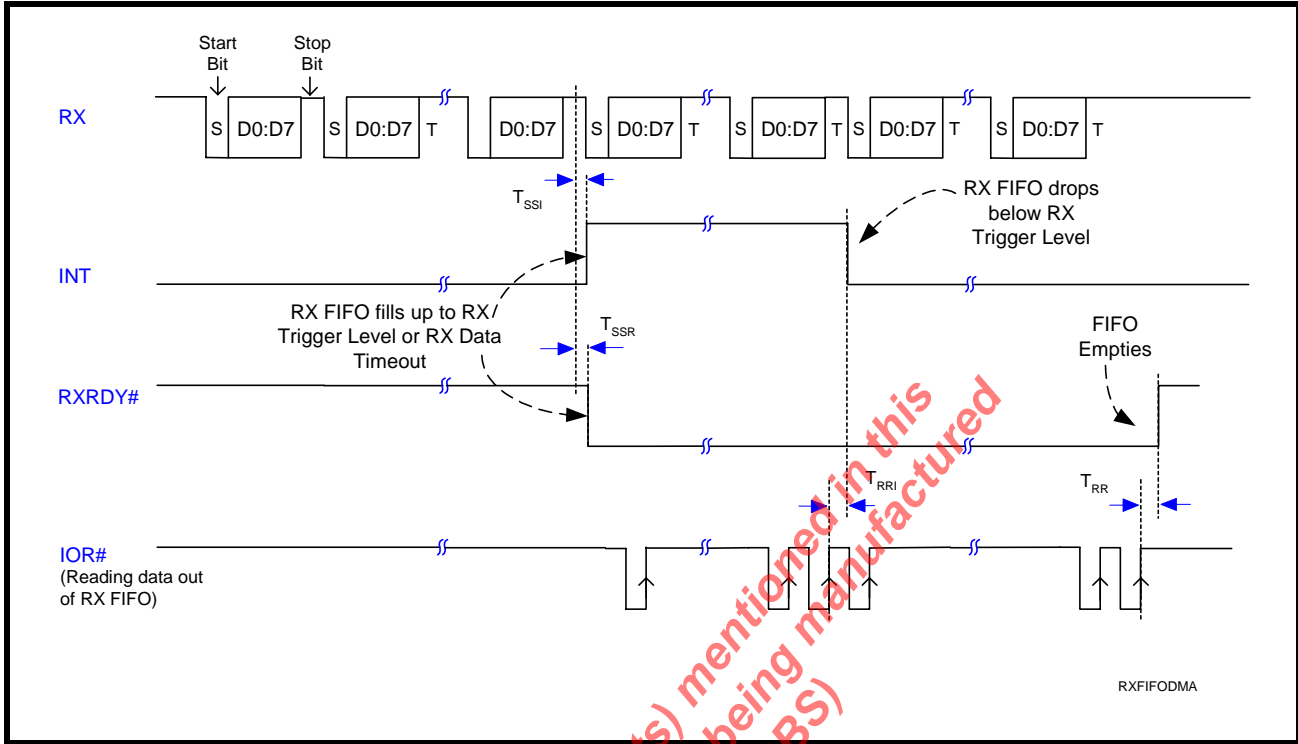 Start
Bit
Stop
Bit
RX
S D0:D7 S D0:D7 T D0:D7 S D0:D7 T S D0:D7 T S D0:D7 T S D0:D7 T
TSSI
RX FIFO drops
below RX
Trigger Level
INT
RX FIFO fills up to RX
Trigger Level or RX Data
Timeout
TSSR
FIFO
Empties
RXRDY#
TRRI
TRR
IOR#
(Reading data out
of RX FIFO)
RXFIFODMA
mentioned in this
being manufactured